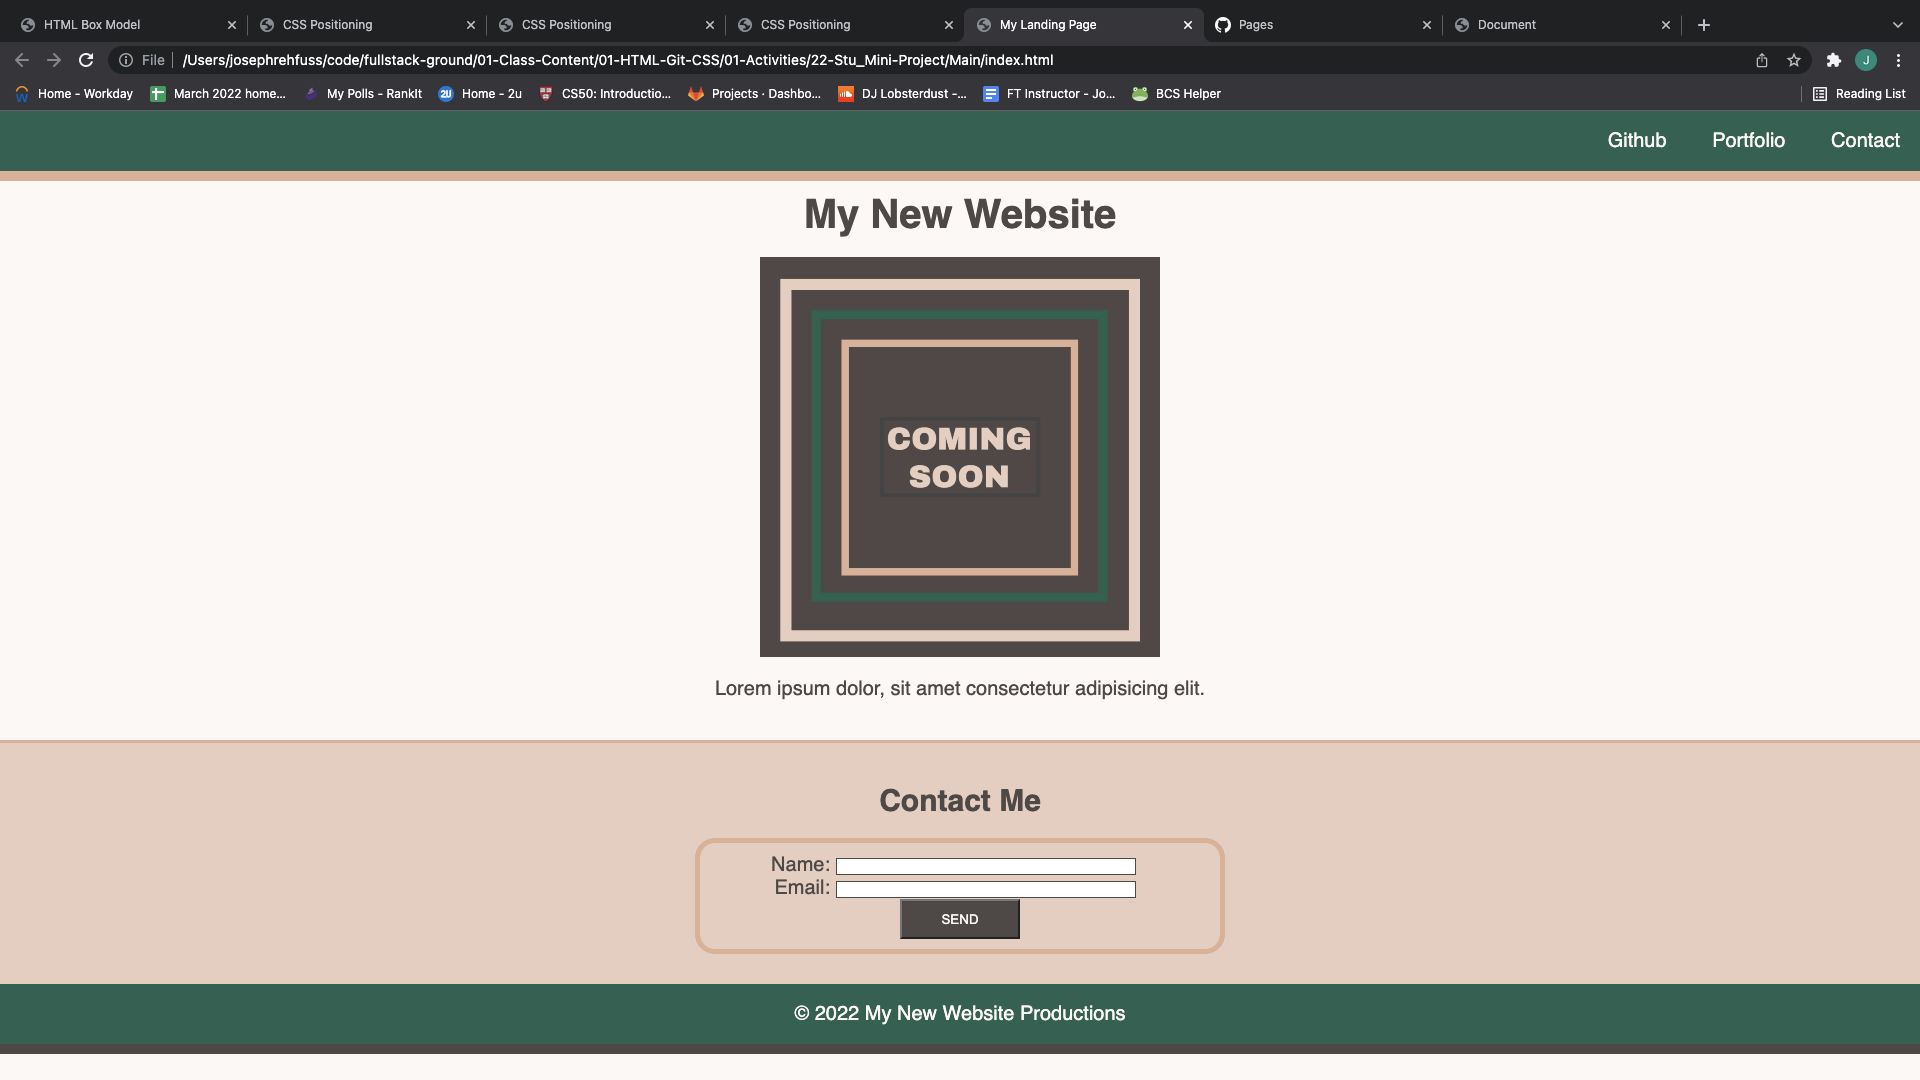 HTML Box Model
CSS Positioning
CSS Positioning
CSS Positioning
My Landing Page
Pages
Document
File
/Users/josephrehfuss/code/fullstack-ground/01-Class-Content/01-HTML-Git-CSS/01-Activities/22-Stu_Mini-Project/Main/index.html
J
Home - Workday
March 2022 home...
My Polls - RankIt
2U
Home - 2u
CS50: Introductio...
Projects · Dashbo...
DJ Lobsterdust -...
FT Instructor - Jo...
BCS Helper
Reading List
Github
Portfolio
Contact
My New Website
COMING
SOON
Lorem ipsum dolor, sit amet consectetur adipisicing elit.
Contact Me
Name:
Email:
SEND
© 2022 My New Website Productions